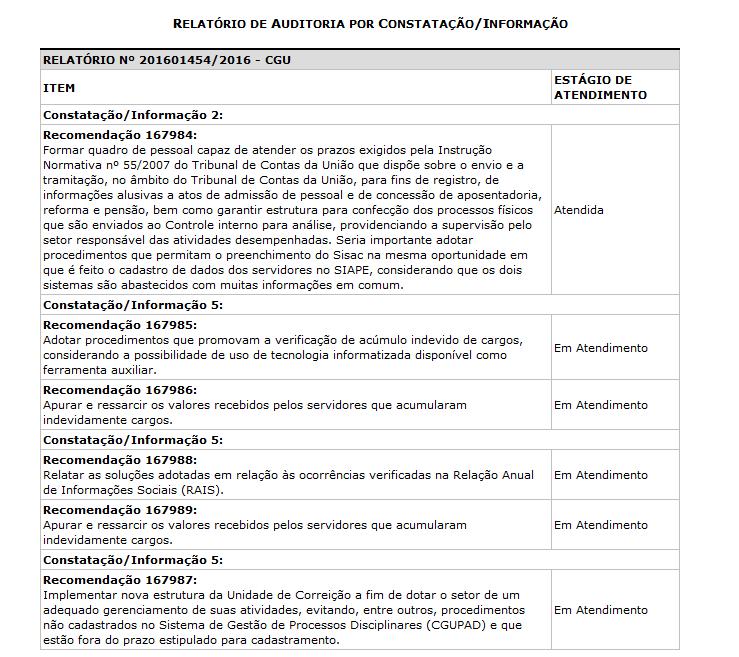 RELATÓRIO DE AUDITORIA POR CONSTATAÇÃO/INFORMAÇÃO
RELATÓRIO Nº 201601454/2016 - CGU
ITEM
ESTÁGIO DE
ATENDIMENTO
Constatação/Informação 2:
Recomendação 167984:
Formar quadro de pessoal capaz de atender os prazos exigidos pela Instrução
Normativa nº 55/2007 do Tribunal de Contas da União que dispõe sobre o envio e a
tramitação, no âmbito do Tribunal de Contas da União, para fins de registro, de
informações alusivas a atos de admissão de pessoal e de concessão de aposentadoria,
reforma e pensão, bem como garantir estrutura para confecção dos processos físicos
que são enviados ao Controle interno para análise, providenciando a supervisão pelo
setor responsável das atividades desempenhadas. Seria importante adotar
procedimentos que permitam o preenchimento do Sisac na mesma oportunidade em
que é feito o cadastro de dados dos servidores no SIAPE, considerando que os dois
sistemas são abastecidos com muitas informações em comum.
Atendida
Constatação/Informação 5:
Recomendação 167985:
Adotar procedimentos que promovam a verificação de acúmulo indevido de cargos,
considerando a possibilidade de uso de tecnologia informatizada disponível como
ferramenta auxiliar.
Em Atendimento
Recomendação 167986:
Apurar e ressarcir os valores recebidos pelos servidores que acumularam
indevidamente cargos.
Em Atendimento
Constatação/Informação 5:
Recomendação 167988:
Relatar as soluções adotadas em relação às ocorrências verificadas na Relação Anual
de Informações Sociais (RAIS).
Em Atendimento
Recomendação 167989:
Apurar e ressarcir os valores recebidos pelos servidores que acumularam
indevidamente cargos.
Em Atendimento
Constatação/Informação 5:
Recomendação 167987:
Implementar nova estrutura da Unidade de Correição a fim de dotar o setor de um
adequado gerenciamento de suas atividades, evitando, entre outros, procedimentos
não cadastrados no Sistema de Gestão de Processos Disciplinares (CGUPAD) e que
estão fora do prazo estipulado para cadastramento.
Em Atendimento